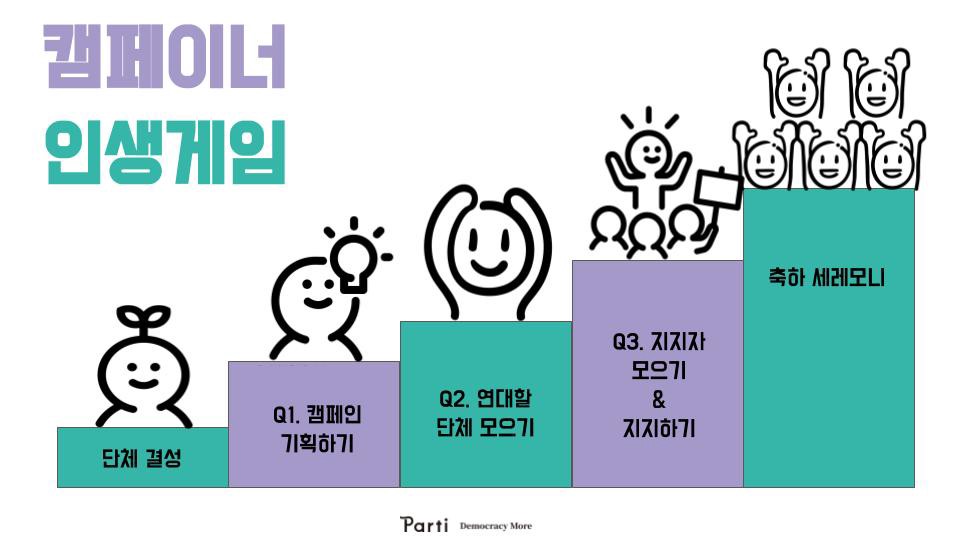 캠페이너
인생게임
단체 결성
Q1. 캠페인
기획하기
Q2. 연대할
단체 모으기
Q3. 지지자
모으기
&
지지하기
축하 세레모니
Parti Democracy More